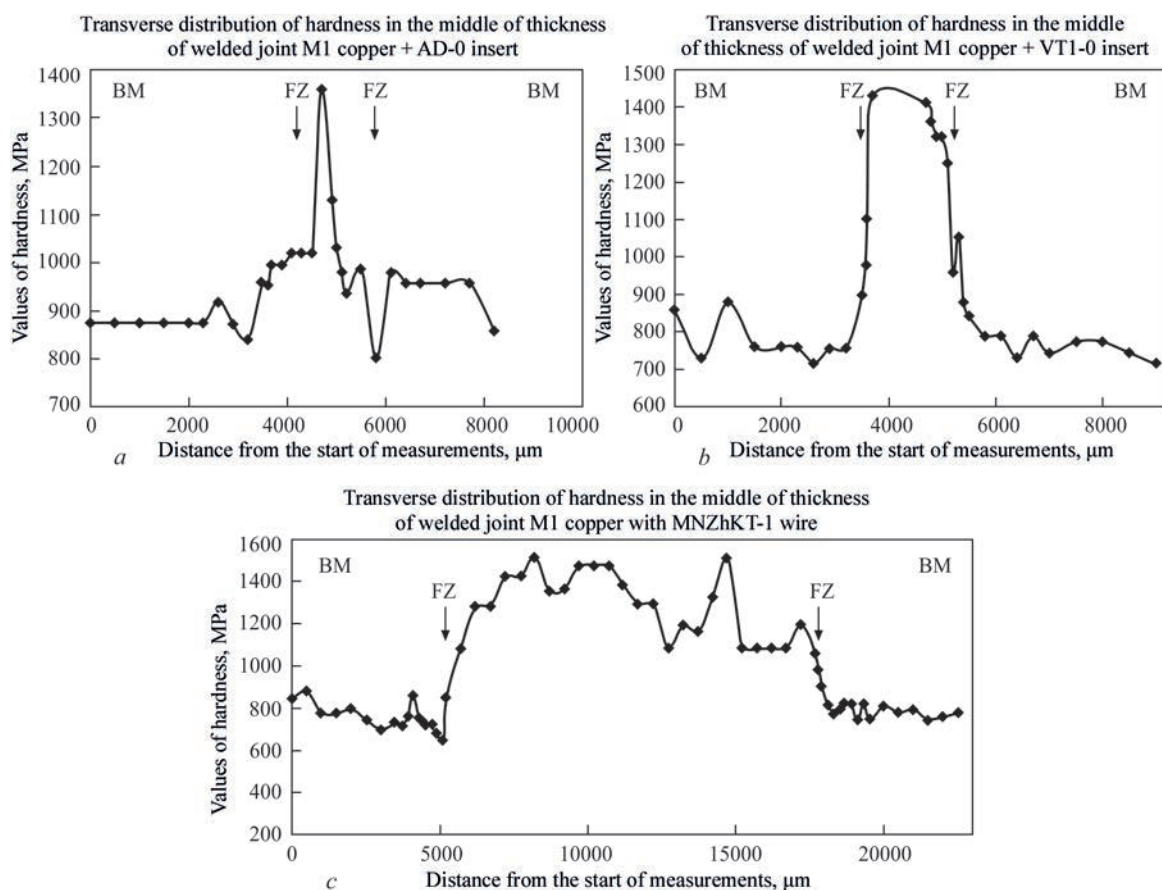 Transverse distribution of hardness in the middle of thickness
of welded joint M1 copper + AD-0 insert
1400
1300
1200
1100
1000
900
800
700
Values of hardness, MPa
BM
FZ
FZ
BM
0
2000
4000
6000
8000
10000
a
Distance from the start of measurements, μm
Transverse distribution of hardness in the middle
of thickness of welded joint M1 copper + VT1-0 insert
1500
1400
1300
1200
1100
1000
900
800
700
600
Values of hardness, MPa
BM
FZ
FZ
BM
0
2000
4000
6000
8000
b
Distance from the start of measurements, μm
Transverse distribution of hardness in the middle of thickness
of welded joint M1 copper with MNZhKT-1 wire
1600
1400
1200
1000
800
600
400
200
Values of hardness, MPa
BM
FZ
FZ
BM
0
5000
10000
15000
20000
c
Distance from the start of measurements, μm